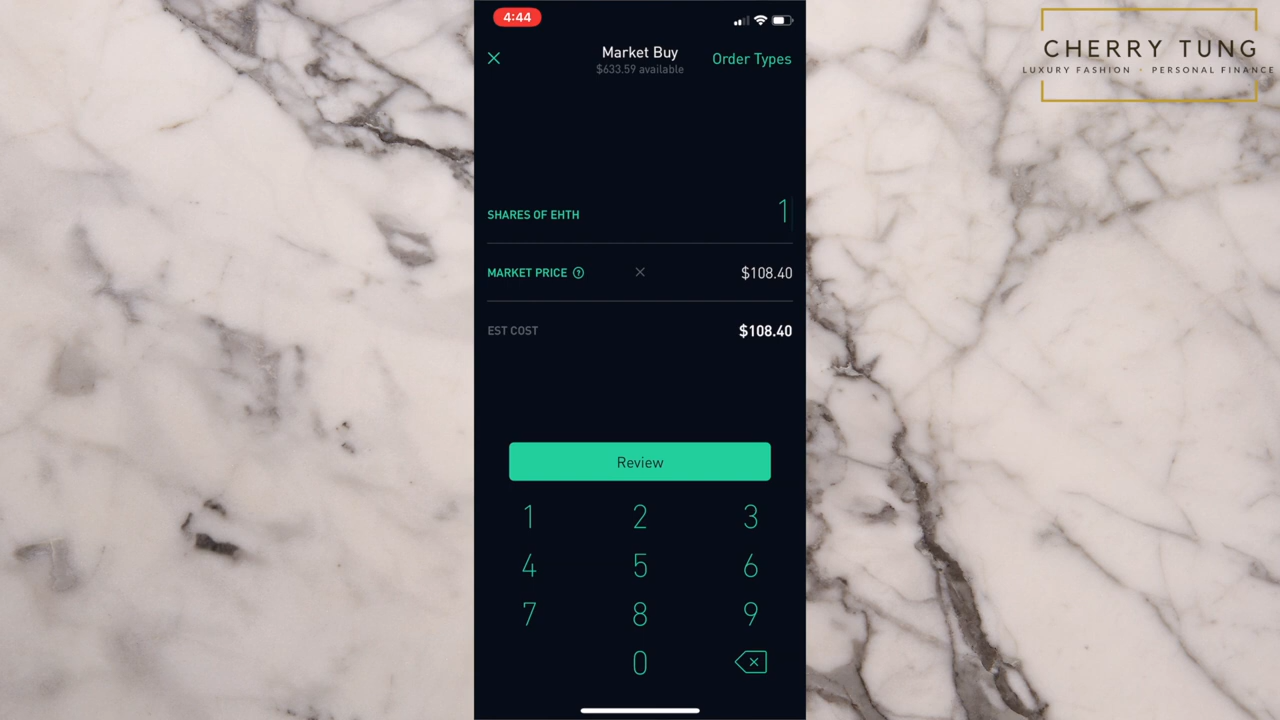 4:44
Market Buy
$633.59 available
Order Types
CHERRY TUNG
LUXURY FASHION · PERSONAL FINANCE
SHARES OF EHTH 1
MARKET PRICE ? × $108.40
EST COST $108.40
Review
1 2 3
4 5 6
7 8 9
0